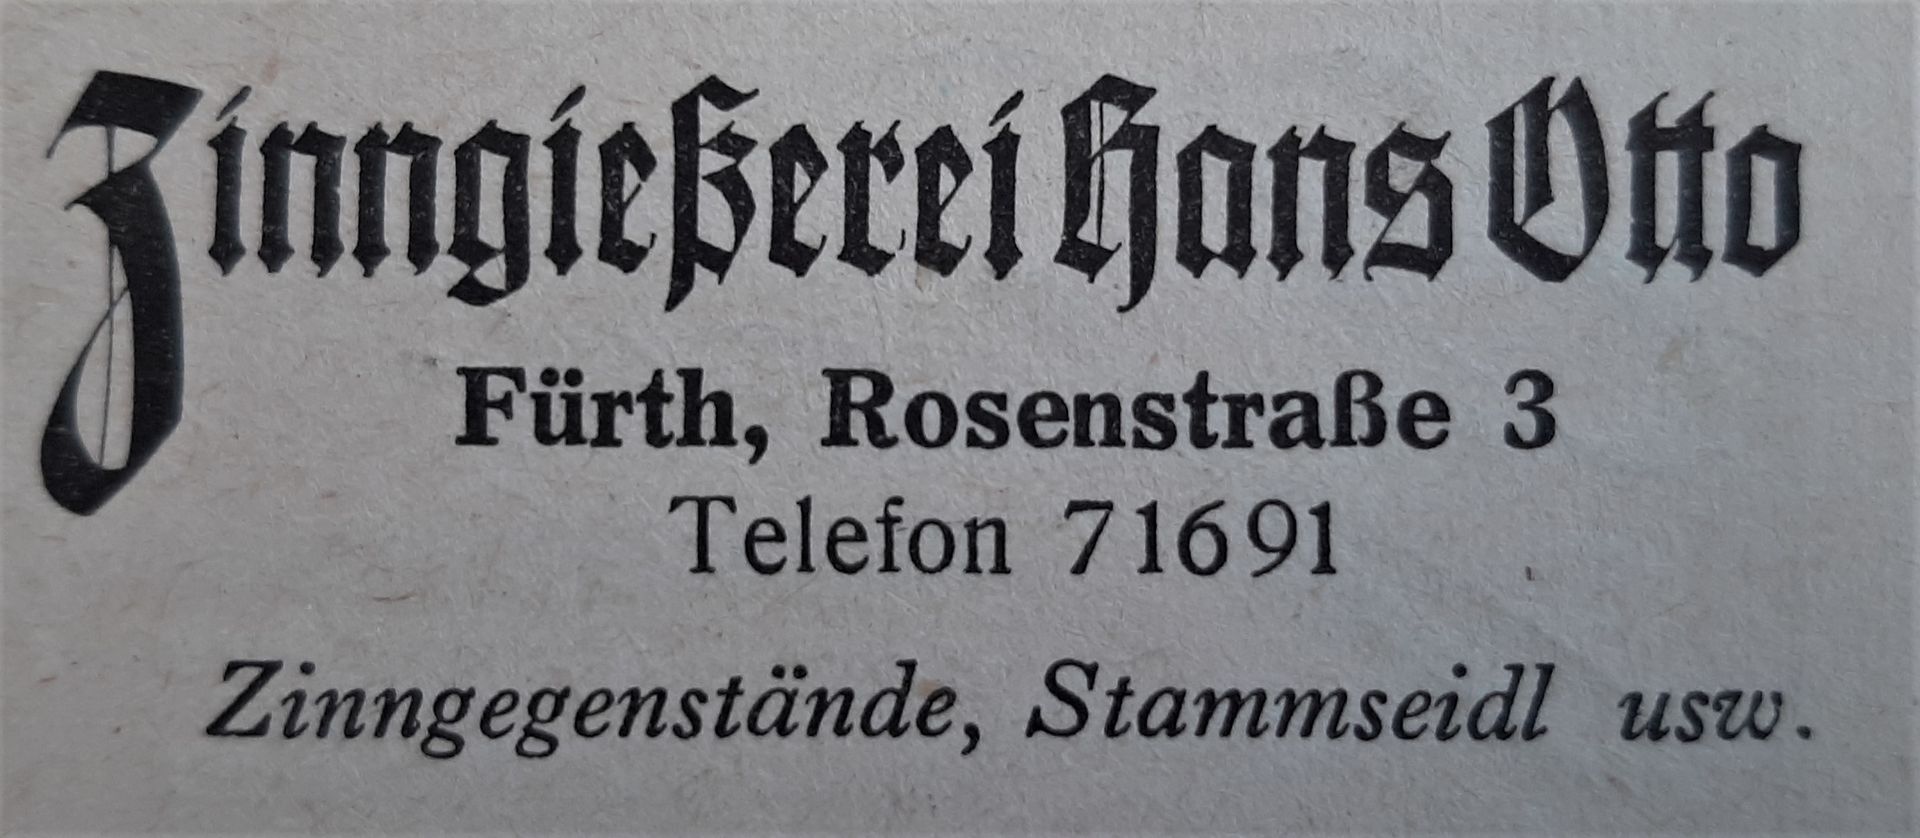 Zinngießerei Hans Otto
Fürth, Rosenstraße 3
Telefon 71691
Zinngegenstände, Stammseidl usw.